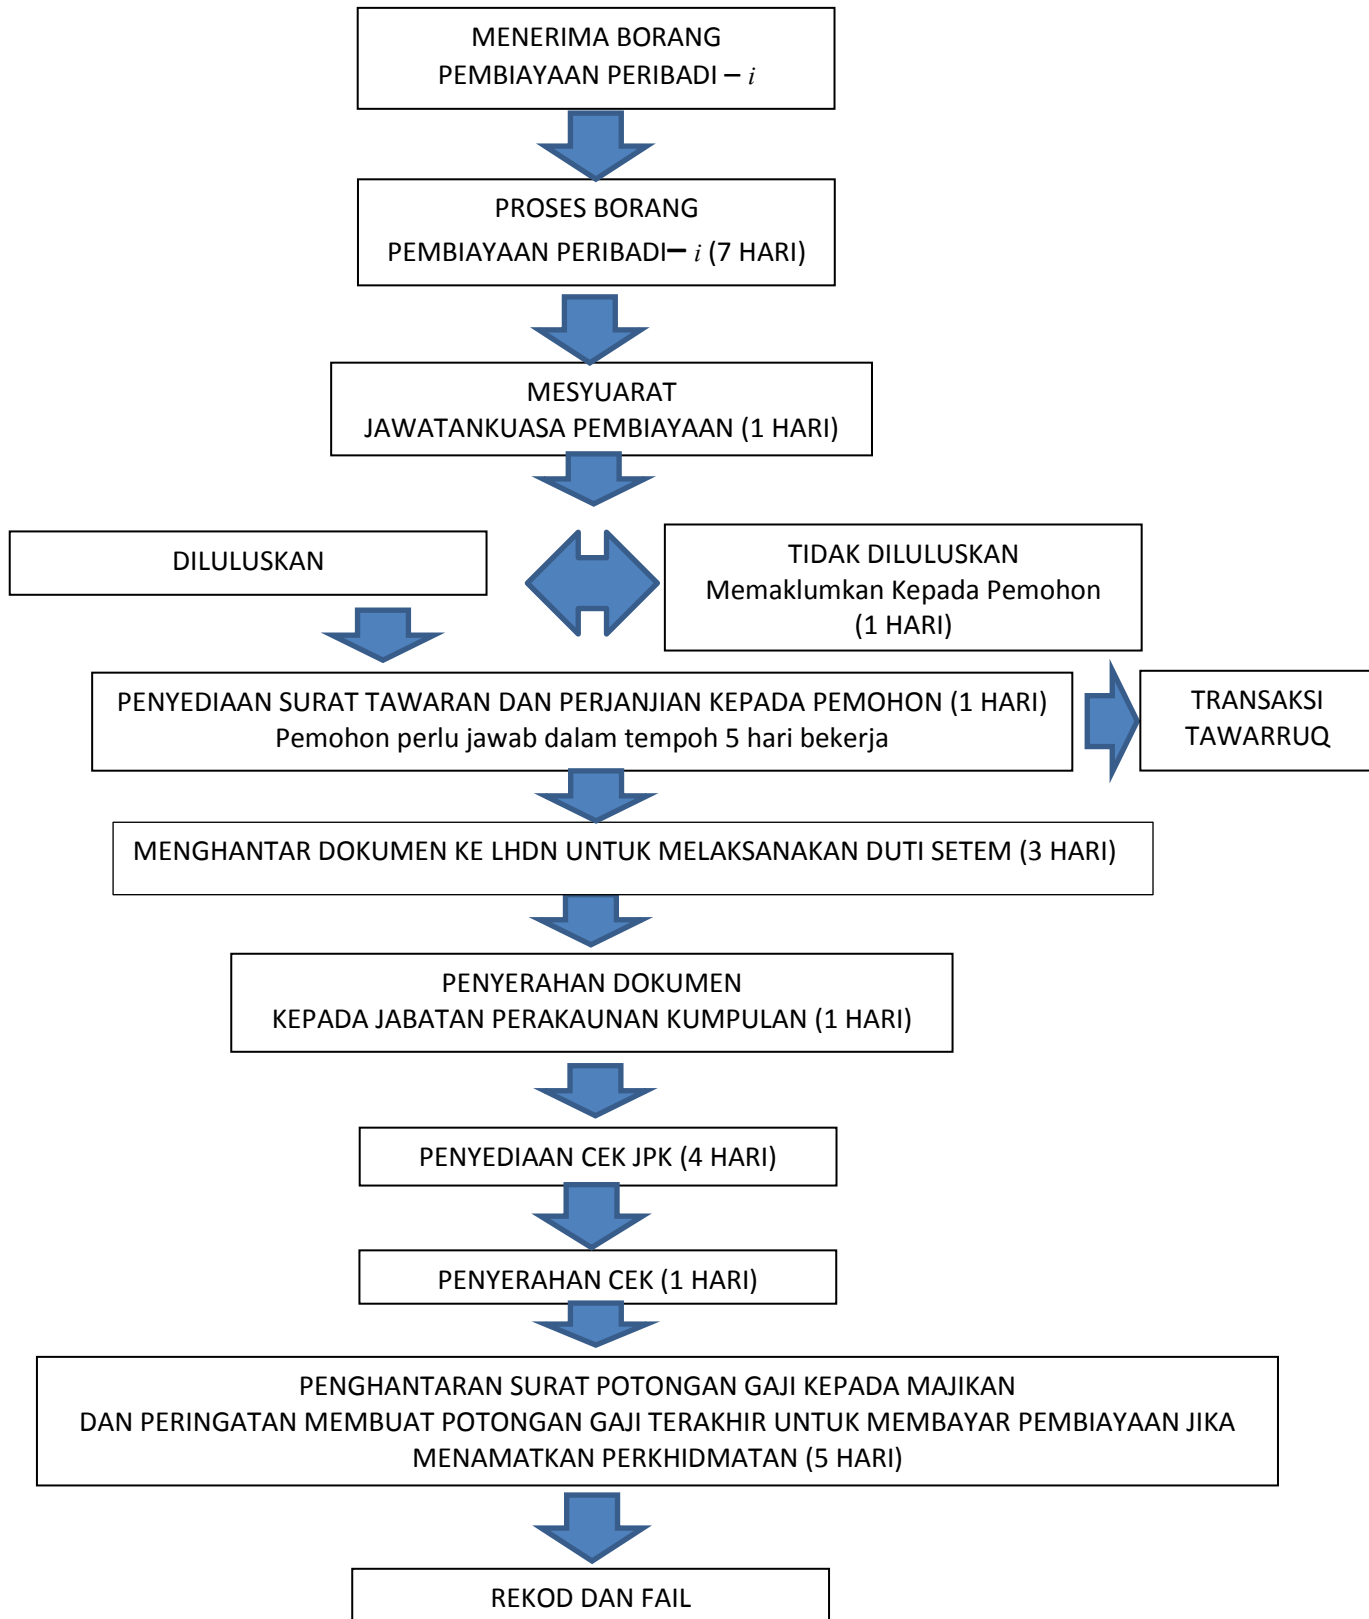 MENERIMA BORANG
PEMBIAYAAN PERIBADI – i
PROSES BORANG
PEMBIAYAAN PERIBADI– i (7 HARI)
MESYUARAT
JAWATANKUASA PEMBIAYAAN (1 HARI)
DILULUSKAN
TIDAK DILULUSKAN
Memaklumkan Kepada Pemohon
(1 HARI)
PENYEDIAAN SURAT TAWARAN DAN PERJANJIAN KEPADA PEMOHON (1 HARI)
Pemohon perlu jawab dalam tempoh 5 hari bekerja
TRANSAKSI
TAWARRUQ
MENGHANTAR DOKUMEN KE LHDN UNTUK MELAKSANAKAN DUTI SETEM (3 HARI)
PENYERAHAN DOKUMEN
KEPADA JABATAN PERAKAUNAN KUMPULAN (1 HARI)
PENYEDIAAN CEK JPK (4 HARI)
PENYERAHAN CEK (1 HARI)
PENGHANTARAN SURAT POTONGAN GAJI KEPADA MAJIKAN
DAN PERINGATAN MEMBUAT POTONGAN GAJI TERAKHIR UNTUK MEMBAYAR PEMBIAYAAN JIKA
MENAMATKAN PERKHIDMATAN (5 HARI)
REKOD DAN FAIL